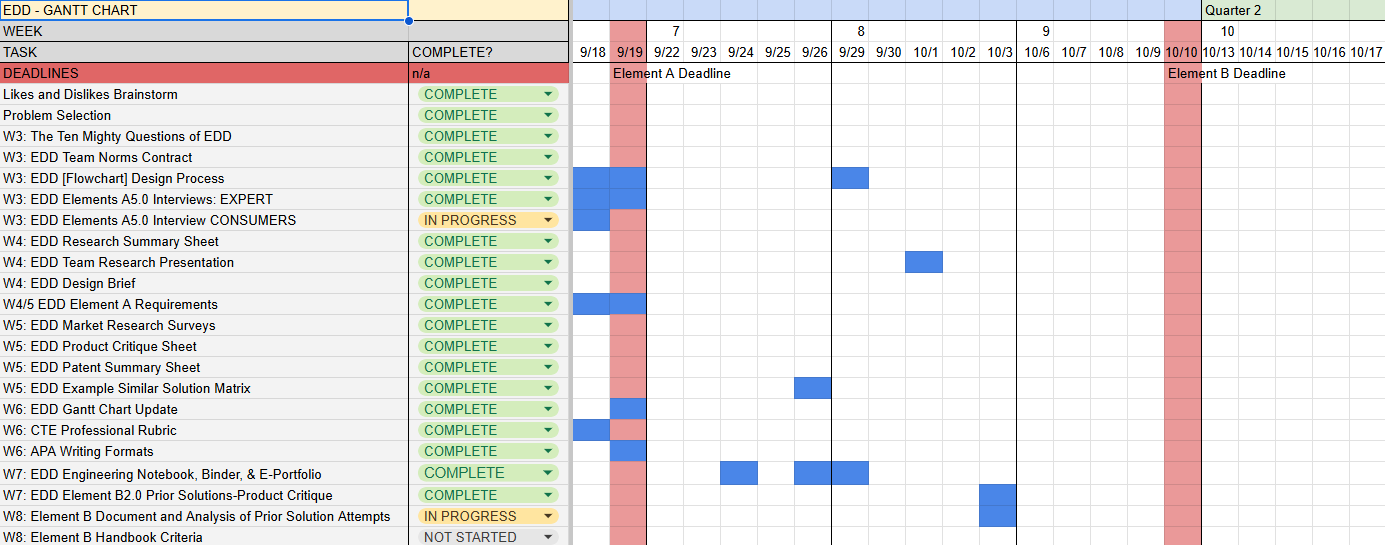 EDD - GANTT CHART Quarter 2
WEEK 7 8 9 10
TASK COMPLETE? 9/18 9/19 9/22 9/23 9/24 9/25 9/26 9/29 9/30 10/1 10/2 10/3 10/6 10/7 10/8 10/9 10/10 10/13 10/14 10/15 10/16 10/17
DEADLINES n/a Element A Deadline Element B Deadline
Likes and Dislikes Brainstorm COMPLETE
Problem Selection COMPLETE
W3: The Ten Mighty Questions of EDD COMPLETE
W3: EDD Team Norms Contract COMPLETE
W3: EDD [Flowchart] Design Process COMPLETE
W3: EDD Elements A5.0 Interviews: EXPERT COMPLETE
W3: EDD Elements A5.0 Interview CONSUMERS IN PROGRESS
W4: EDD Research Summary Sheet COMPLETE
W4: EDD Team Research Presentation COMPLETE
W4: EDD Design Brief COMPLETE
W4/5 EDD Element A Requirements COMPLETE
W5: EDD Market Research Surveys COMPLETE
W5: EDD Product Critique Sheet COMPLETE
W5: EDD Patent Summary Sheet COMPLETE
W5: EDD Example Similar Solution Matrix COMPLETE
W6: EDD Gantt Chart Update COMPLETE
W6: CTE Professional Rubric COMPLETE
W6: APA Writing Formats COMPLETE
W7: EDD Engineering Notebook, Binder, & E-Portfolio COMPLETE
W7: EDD Element B2.0 Prior Solutions-Product Critique COMPLETE
W8: Element B Document and Analysis of Prior Solution Attempts IN PROGRESS
W8: Element B Handbook Criteria NOT STARTED